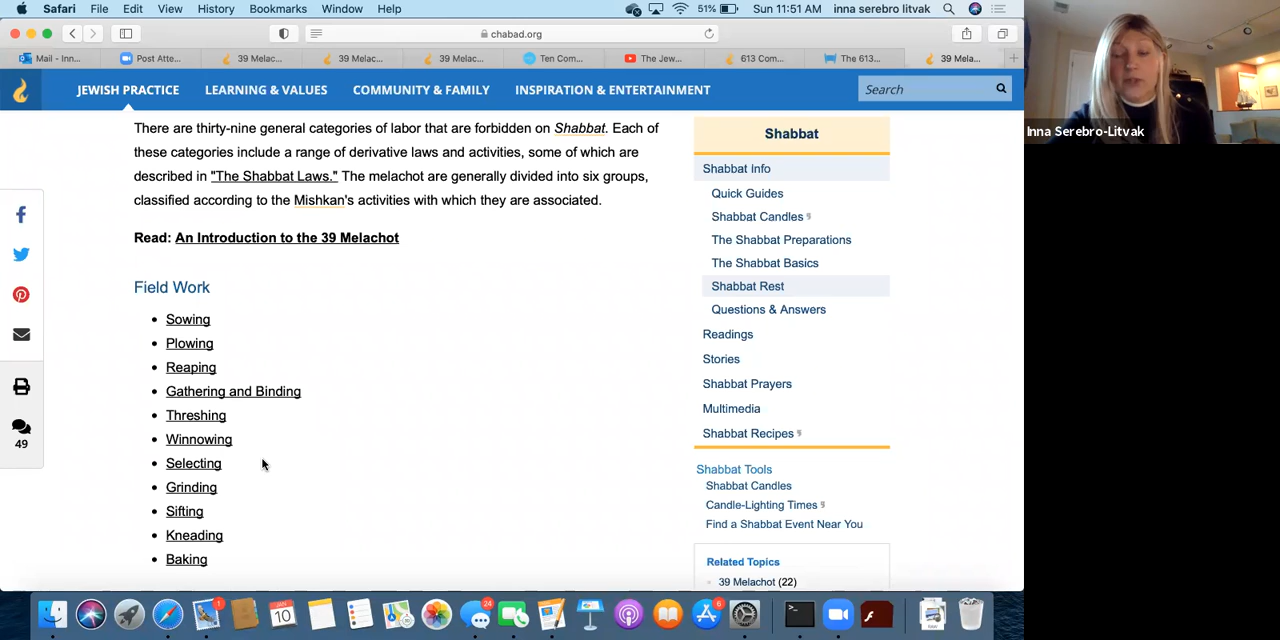 Safari File Edit View History Bookmarks Window Help 51% Sun 11:51 AM inna serebro litvak
chabad.org
Mail - Inn... Post Atte... 39 Melac... 39 Melac... 39 Melac... Ten Com... The Jew... 613 Com... The 613... 39 Mela...
JEWISH PRACTICE LEARNING & VALUES COMMUNITY & FAMILY INSPIRATION & ENTERTAINMENT Search
Inna Serebro-Litvak
There are thirty-nine general categories of labor that are forbidden on Shabbat. Each of
these categories include a range of derivative laws and activities, some of which are
described in "The Shabbat Laws." The melachot are generally divided into six groups,
classified according to the Mishkan's activities with which they are associated.
Read: An Introduction to the 39 Melachot
Field Work
• Sowing
• Plowing
• Reaping
• Gathering and Binding
• Threshing
• Winnowing
• Selecting
• Grinding
• Sifting
• Kneading
• Baking
49
Shabbat
Shabbat Info
Quick Guides
Shabbat Candles
The Shabbat Preparations
The Shabbat Basics
Shabbat Rest
Questions & Answers
Readings
Stories
Shabbat Prayers
Multimedia
Shabbat Recipes
Shabbat Tools
Shabbat Candles
Candle-Lighting Times
Find a Shabbat Event Near You
Related Topics
39 Melachot (22)
1
JAN
10
24
6